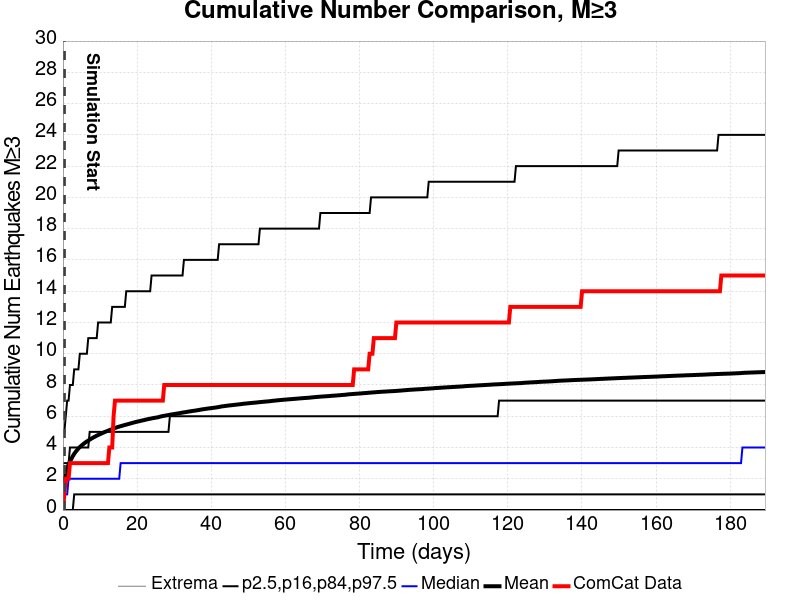 Cumulative Number Comparison, M≥3
Cumulative Num Earthquakes M≥3
30
28
26
24
22
20
18
16
14
12
10
8
6
4
2
0
Simulation Start
0 20 40 60 80 100 120 140 160 180
Time (days)
Extrema p2.5,p16,p84,p97.5 Median Mean ComCat Data